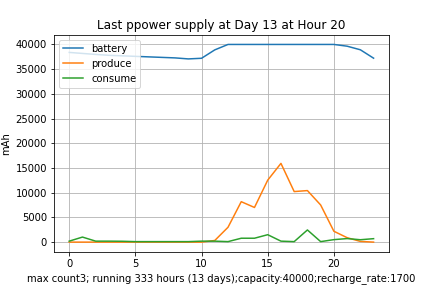 Last ppower supply at Day 13 at Hour 20
40000
35000
30000
25000
20000
15000
10000
5000
0
mAh
battery
produce
consume
0 5 10 15 20
max count3; running 333 hours (13 days);capacity:40000;recharge_rate:1700